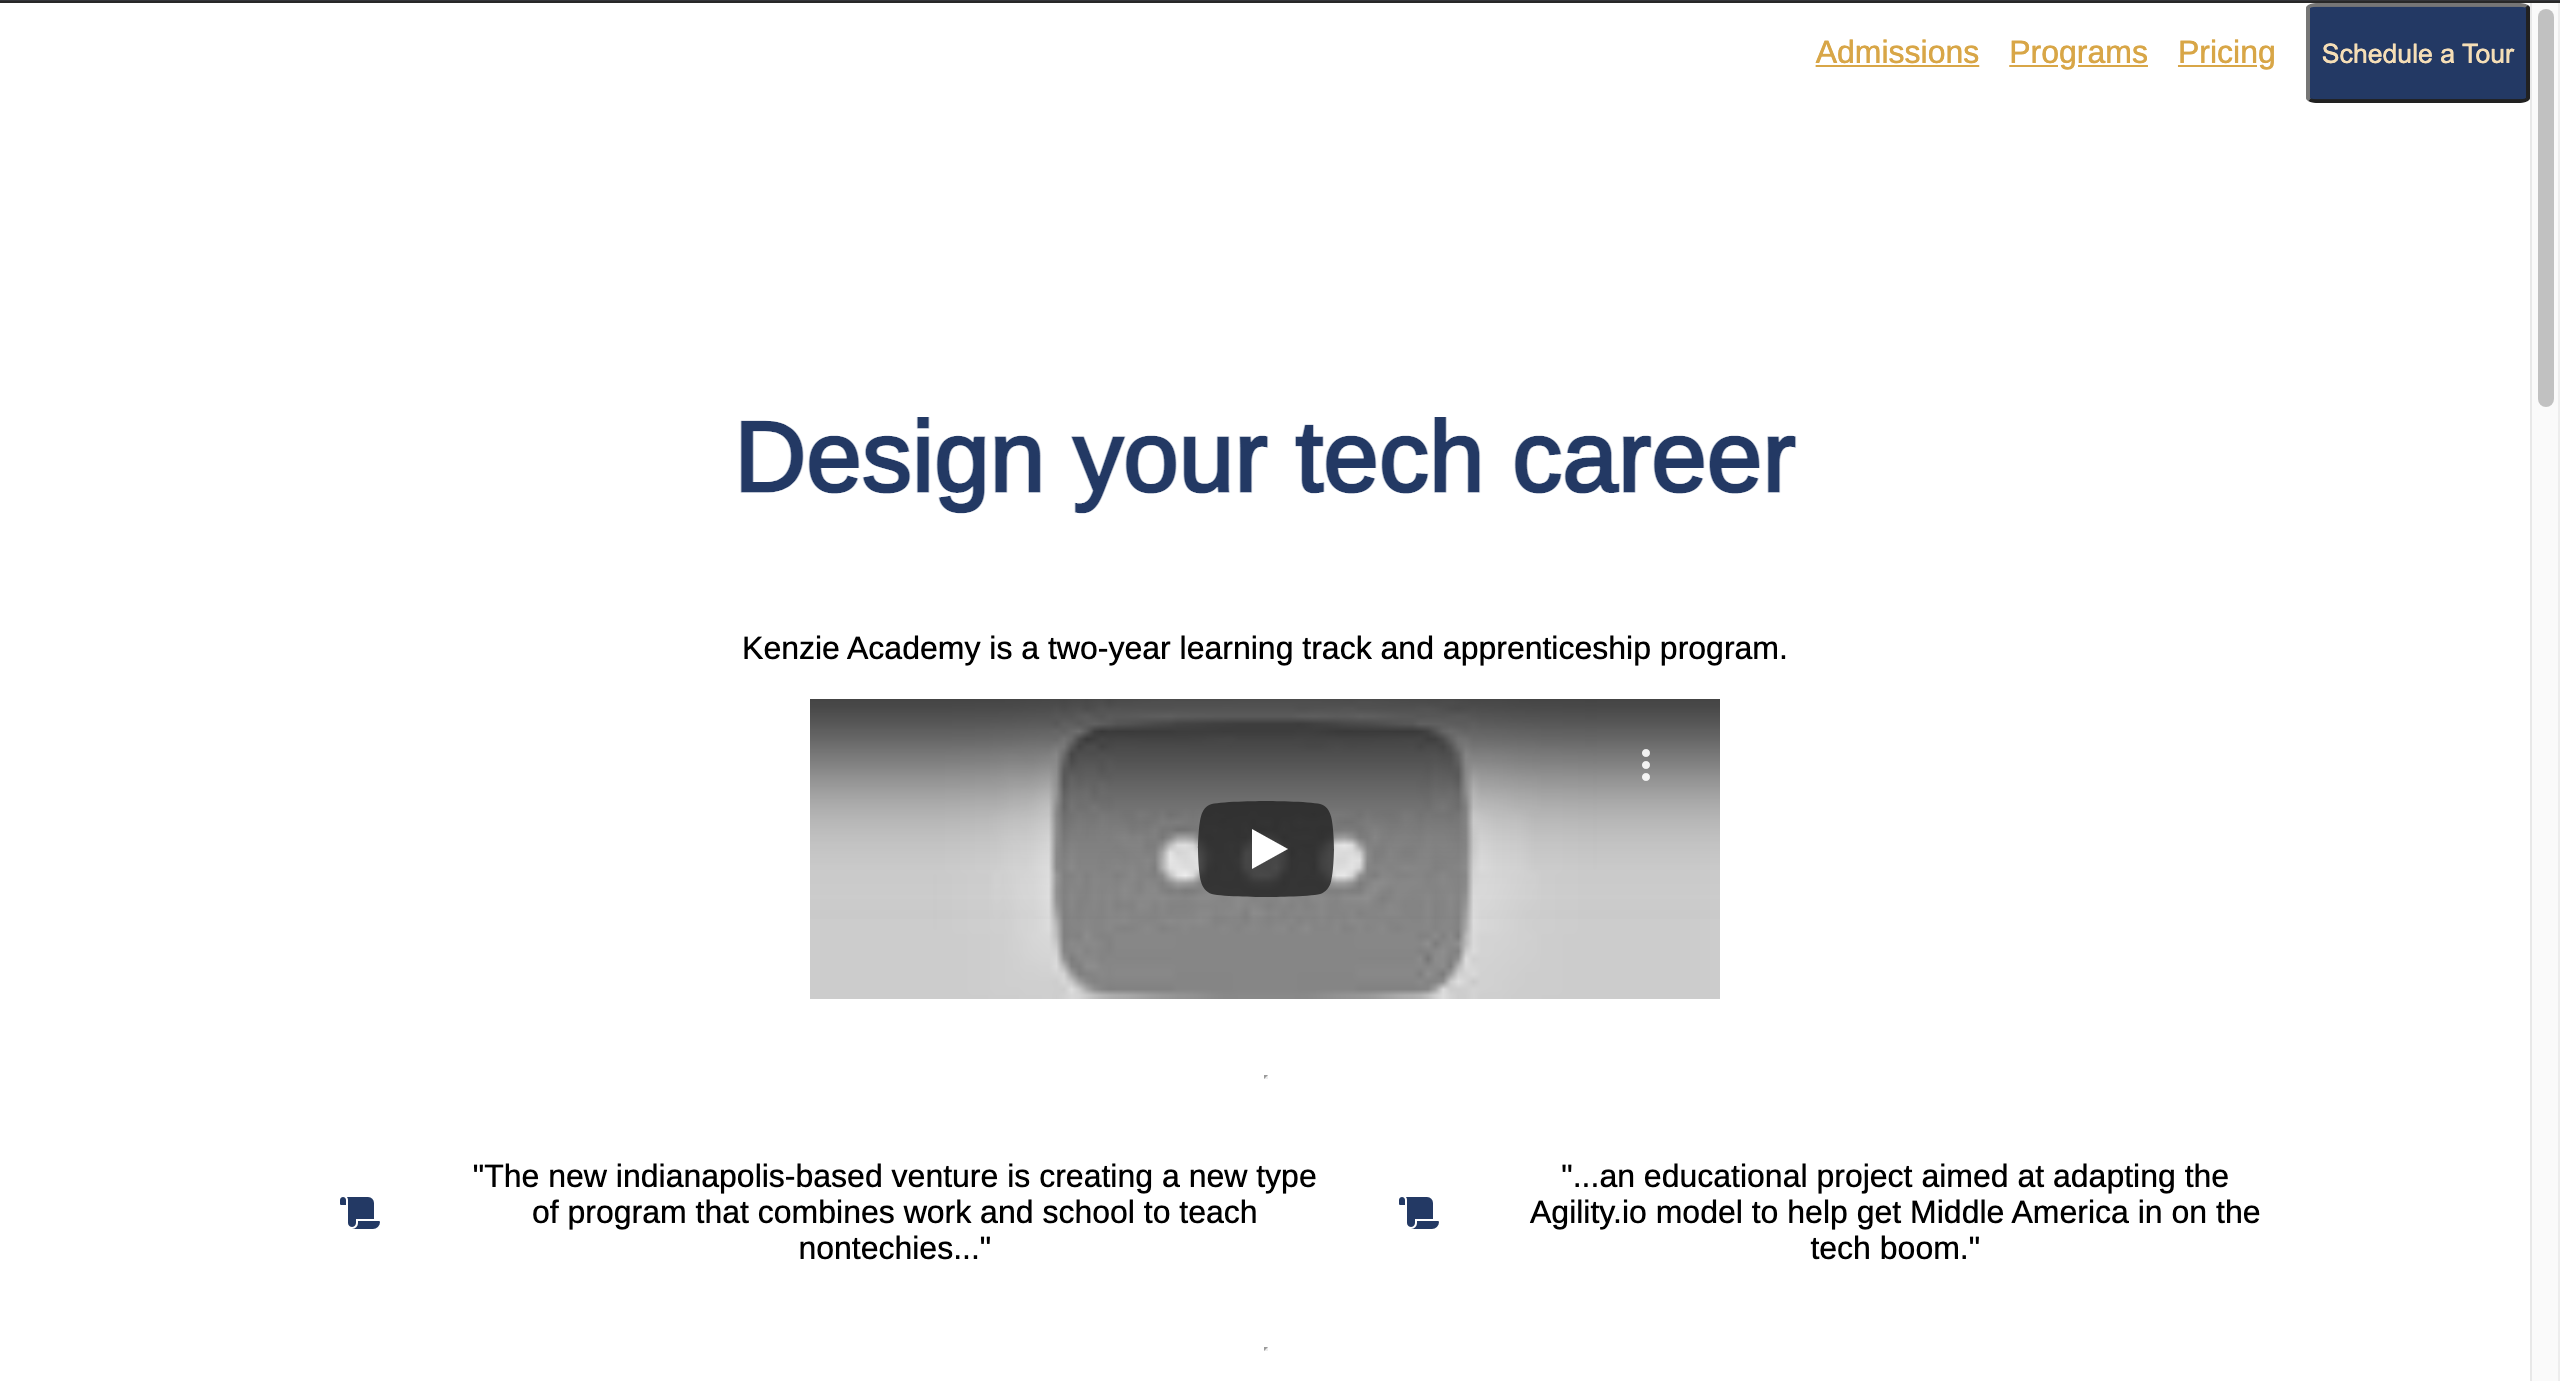 Admissions Programs Pricing Schedule a Tour
Design your tech career
Kenzie Academy is a two-year learning track and apprenticeship program.
"The new indianapolis-based venture is creating a new type
of program that combines work and school to teach
nontechies..."
"...an educational project aimed at adapting the
Agility.io model to help get Middle America in on the
tech boom."